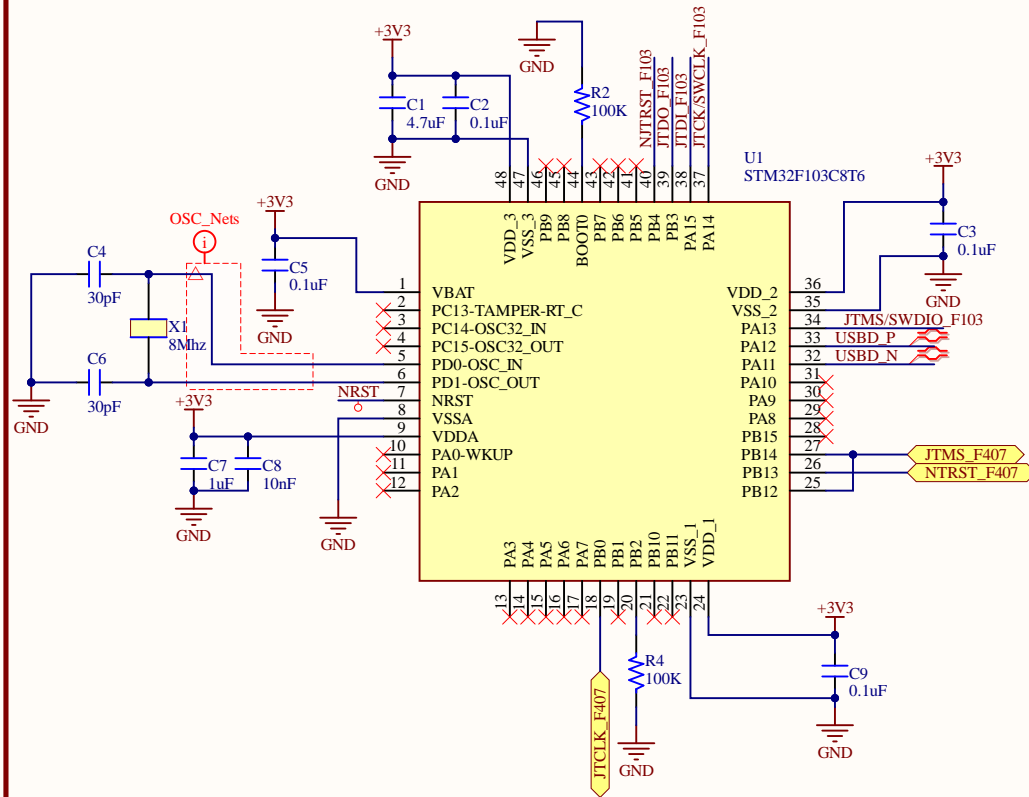 +3V3
C1
4.7uF
C2
0.1uF
GND
GND
R2
100K
NJTRST_F103
JTDO_F103
JTDI_F103
JTCK/SWCLK_F103
U1
STM32F103C8T6
48
47
46
45
44
43
42
41
40
39
38
37
VDD_3
VSS_3
PB9
PB8
BOOT0
PB7
PB6
PB5
PB4
PB3
PA15
PA14
+3V3
C3
0.1uF
GND
OSC_Nets
i
+3V3
C5
0.1uF
GND
C4
30pF
X1
8Mhz
C6
30pF
GND
1 VBAT
2 PC13-TAMPER-RT_C
3 PC14-OSC32_IN
4 PC15-OSC32_OUT
5 PD0-OSC_IN
6 PD1-OSC_OUT
NRST 7 NRST
8 VSSA
9 VDDA
10 PA0-WKUP
11 PA1
12 PA2
VDD_2 36
VSS_2 35
PA13 34 JTMS/SWDIO_F103
PA12 33 USBD_P
PA11 32 USBD_N
PA10 31
PA9 30
PA8 29
PB15 28
PB14 27 JTMS_F407
PB13 26 NTRST_F407
PB12 25
+3V3
C7
1uF
C8
10nF
GND
GND
PA3
PA4
PA5
PA6
PA7
PB0
PB1
PB2
PB10
PB11
VSS_1
VDD_1
13
14
15
16
17
18
19
20
21
22
23
24
JTCLK_F407
R4
100K
GND
+3V3
C9
0.1uF
GND